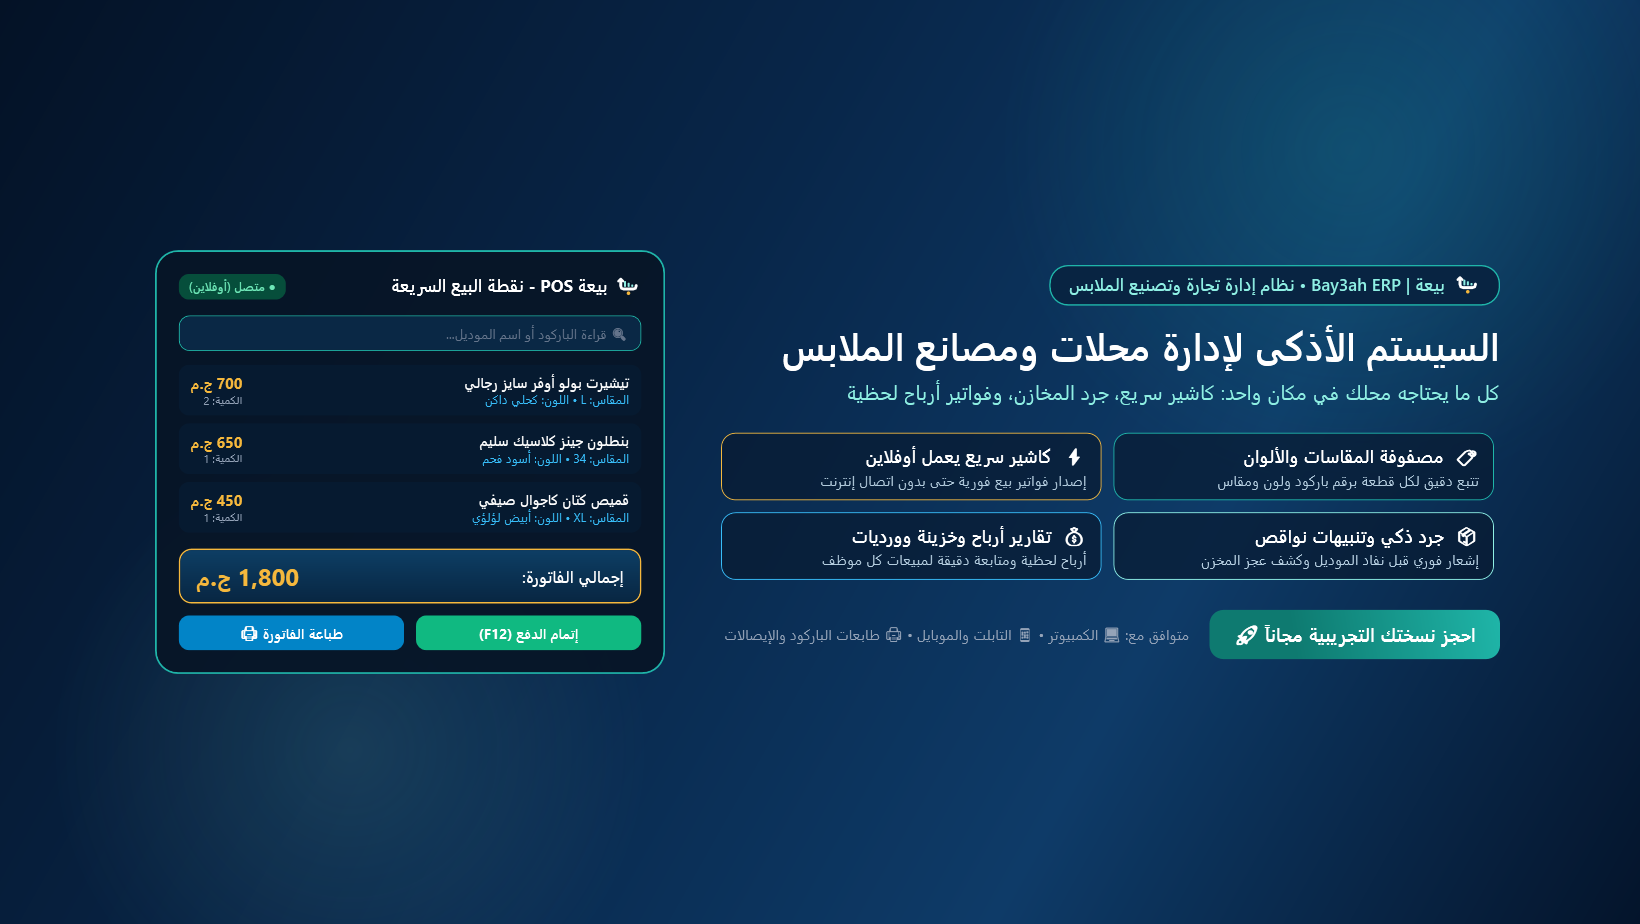 بيعة | Bay3ah ERP • نظام إدارة تجارة وتصنيع الملابس
السيستم الأذكى لإدارة محلات ومصانع الملابس
كل ما يحتاجه محلك في مكان واحد: كاشير سريع، جرد المخازن، وفواتير أرباح لحظية
مصفوفة المقاسات والألوان
تتبع دقيق لكل قطعة برقم باركود ولون ومقاس
كاشير سريع يعمل أوفلاين
إصدار فواتير بيع فورية حتى بدون اتصال إنترنت
جرد ذكي وتنبيهات نواقص
إشعار فوري قبل نفاد الموديل وكشف عجز المخزن
تقارير أرباح وخزينة وورديات
أرباح لحظية ومتابعة دقيقة لمبيعات كل موظف
احجز نسختك التجريبية مجاناً
متوافق مع: الكمبيوتر • التابلت والموبايل • طابعات الباركود والإيصالات
بيعة POS - نقطة البيع السريعة
● متصل (أوفلاين)
قراءة الباركود أو اسم الموديل...
تيشيرت بولو أوفر سايز رجالي
700 ج.م
المقاس: L • اللون: كحلي داكن
الكمية: 2
بنطلون جينز كلاسيك سليم
650 ج.م
المقاس: 34 • اللون: أسود فحم
الكمية: 1
قميص كتان كاجوال صيفي
450 ج.م
المقاس: XL • اللون: أبيض لؤلؤي
الكمية: 1
إجمالي الفاتورة:
1,800 ج.م
إتمام الدفع (F12)
طباعة الفاتورة